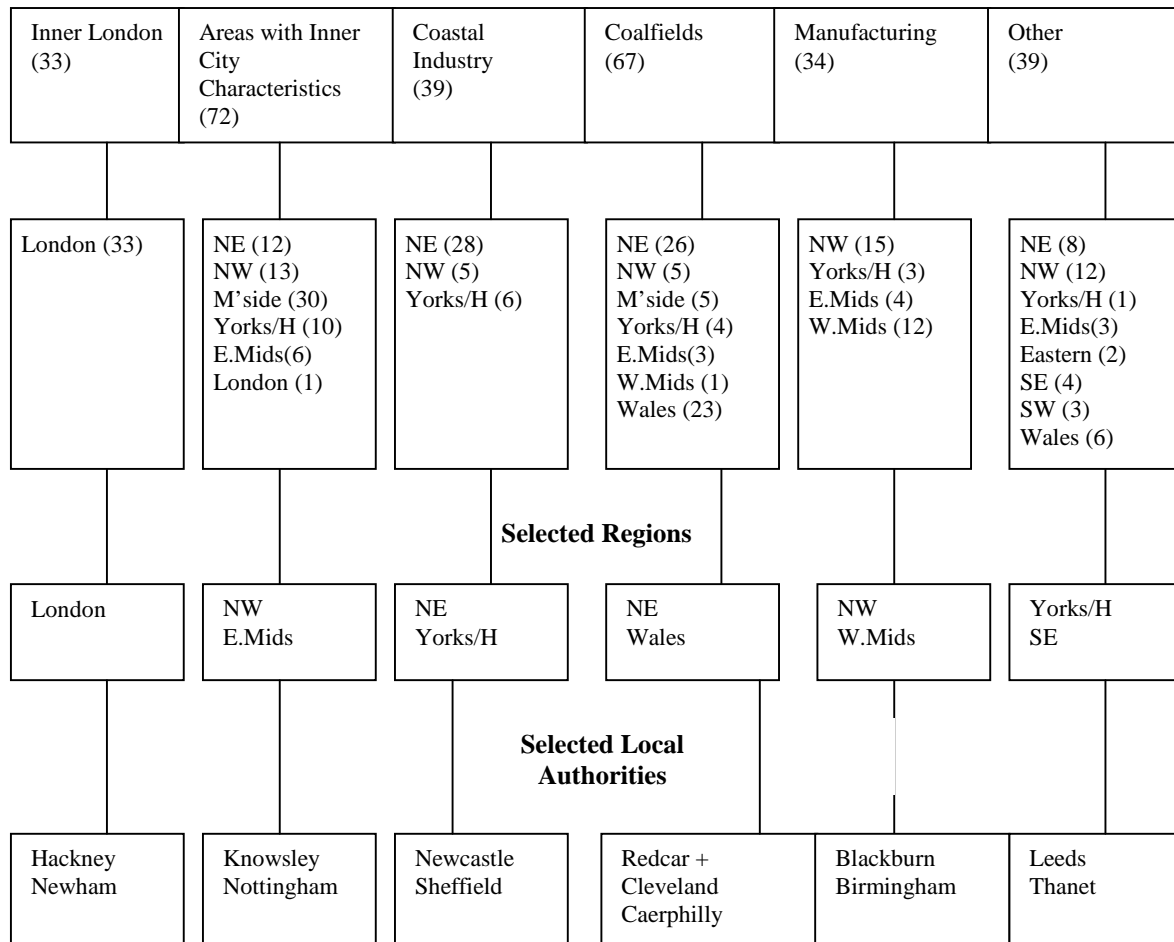 Inner London
(33)
Areas with Inner
City
Characteristics
(72)
Coastal
Industry
(39)
Coalfields
(67)
Manufacturing
(34)
Other
(39)
London (33)
NE (12)
NW (13)
M’side (30)
Yorks/H (10)
E.Mids(6)
London (1)
NE (28)
NW (5)
Yorks/H (6)
NE (26)
NW (5)
M’side (5)
Yorks/H (4)
E.Mids(3)
W.Mids (1)
Wales (23)
NW (15)
Yorks/H (3)
E.Mids (4)
W.Mids (12)
NE (8)
NW (12)
Yorks/H (1)
E.Mids(3)
Eastern (2)
SE (4)
SW (3)
Wales (6)
Selected Regions
London
NW
E.Mids
NE
Yorks/H
NE
Wales
NW
W.Mids
Yorks/H
SE
Selected Local
Authorities
Hackney
Newham
Knowsley
Nottingham
Newcastle
Sheffield
Redcar +
Cleveland
Caerphilly
Blackburn
Birmingham
Leeds
Thanet